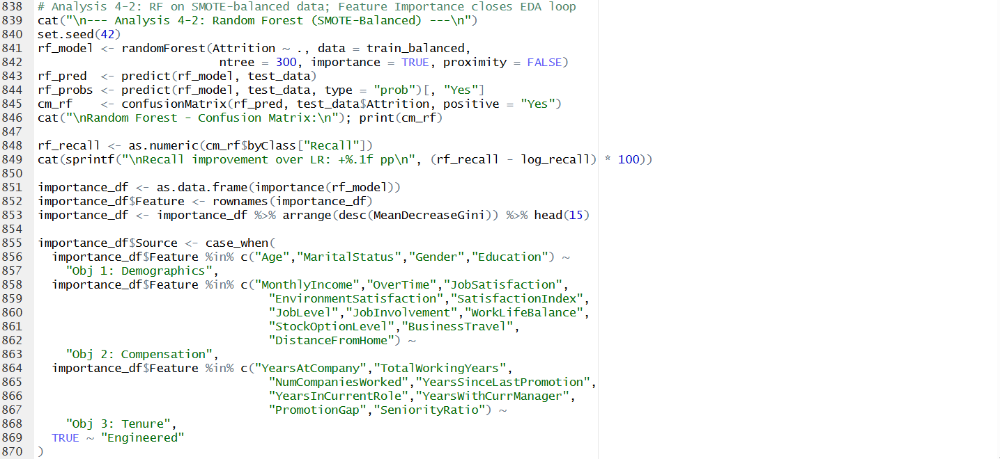 838 # Analysis 4-2: RF on SMOTE-balanced data; Feature Importance closes EDA loop
839 cat("\n--- Analysis 4-2: Random Forest (SMOTE-Balanced) ---\n")
840 set.seed(42)
841 rf_model <- randomForest(Attrition ~ ., data = train_balanced,
842                           ntree = 300, importance = TRUE, proximity = FALSE)
843 rf_pred  <- predict(rf_model, test_data)
844 rf_probs <- predict(rf_model, test_data, type = "prob")[, "Yes"]
845 cm_rf    <- confusionMatrix(rf_pred, test_data$Attrition, positive = "Yes")
846 cat("\nRandom Forest - Confusion Matrix:\n"); print(cm_rf)
847
848 rf_recall <- as.numeric(cm_rf$byClass["Recall"])
849 cat(sprintf("\nRecall improvement over LR: +%.1f pp\n", (rf_recall - log_recall) * 100))
850
851 importance_df <- as.data.frame(importance(rf_model))
852 importance_df$Feature <- rownames(importance_df)
853 importance_df <- importance_df %>% arrange(desc(MeanDecreaseGini)) %>% head(15)
854
855 importance_df$Source <- case_when(
856   importance_df$Feature %in% c("Age","MaritalStatus","Gender","Education") ~
857     "Obj 1: Demographics",
858   importance_df$Feature %in% c("MonthlyIncome","OverTime","JobSatisfaction",
859                                  "EnvironmentSatisfaction","SatisfactionIndex",
860                                  "JobLevel","JobInvolvement","WorkLifeBalance",
861                                  "StockOptionLevel","BusinessTravel",
862                                  "DistanceFromHome") ~
863     "Obj 2: Compensation",
864   importance_df$Feature %in% c("YearsAtCompany","TotalWorkingYears",
865                                  "NumCompaniesWorked","YearsSinceLastPromotion",
866                                  "YearsInCurrentRole","YearsWithCurrManager",
867                                  "PromotionGap","SeniorityRatio") ~
868     "Obj 3: Tenure",
869   TRUE ~ "Engineered"
870 )